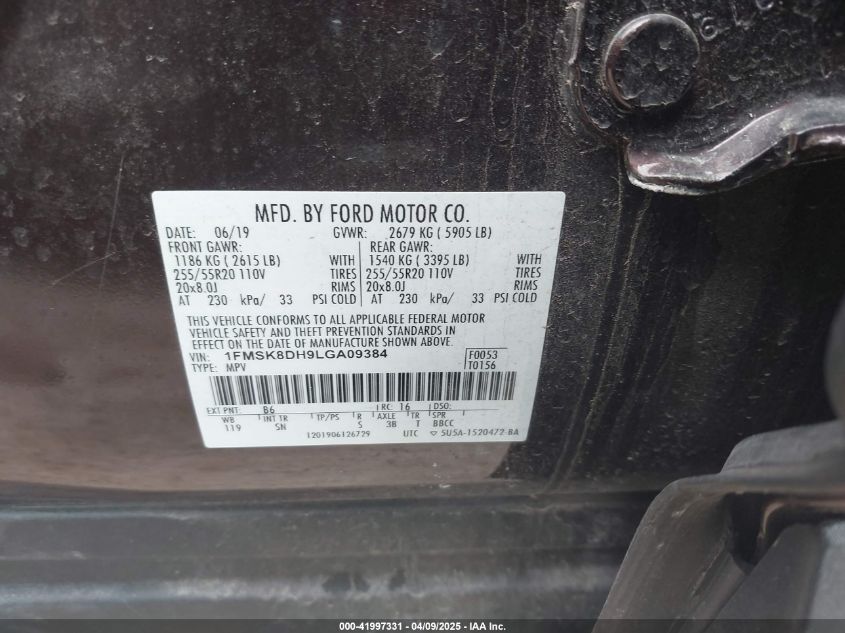 MFD. BY FORD MOTOR CO.
DATE: 06/19 GVWR: 2679 KG ( 5905 LB)
FRONT GAWR: REAR GAWR:
1186 KG ( 2615 LB) WITH 1540 KG ( 3395 LB) WITH
255/55R20 110V TIRES 255/55R20 110V TIRES
20x8.0J RIMS 20x8.0J RIMS
AT 230 kPa/ 33 PSI COLD AT 230 kPa/ 33 PSI COLD
THIS VEHICLE CONFORMS TO ALL APPLICABLE FEDERAL MOTOR
VEHICLE SAFETY AND THEFT PREVENTION STANDARDS IN
EFFECT ON THE DATE OF MANUFACTURE SHOWN ABOVE.
VIN: 1FMSK8DH9LGA09384 F0053
TYPE: MPV T0156
EXT PNT: B6 RC: 16 DSO:
WB INT TR TP/PS R AXLE TR SPR
119 SN S 3B T BBCC
1201906126729 UTC ▽ 5U5A-1520472-BA
000-41997331 - 04/09/2025 - IAA Inc.